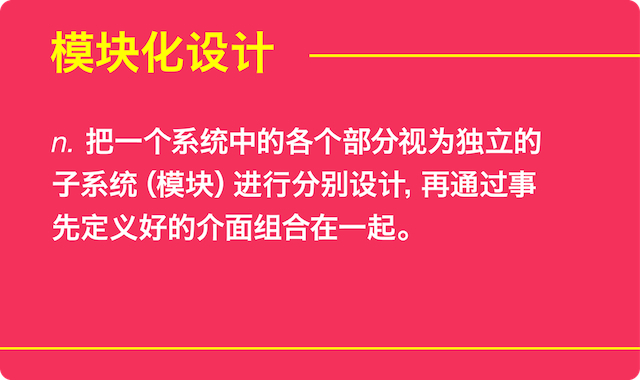 模块化设计
n. 把一个系统中的各个部分视为独立的
子系统（模块）进行分别设计，再通过事
先定义好的介面组合在一起。